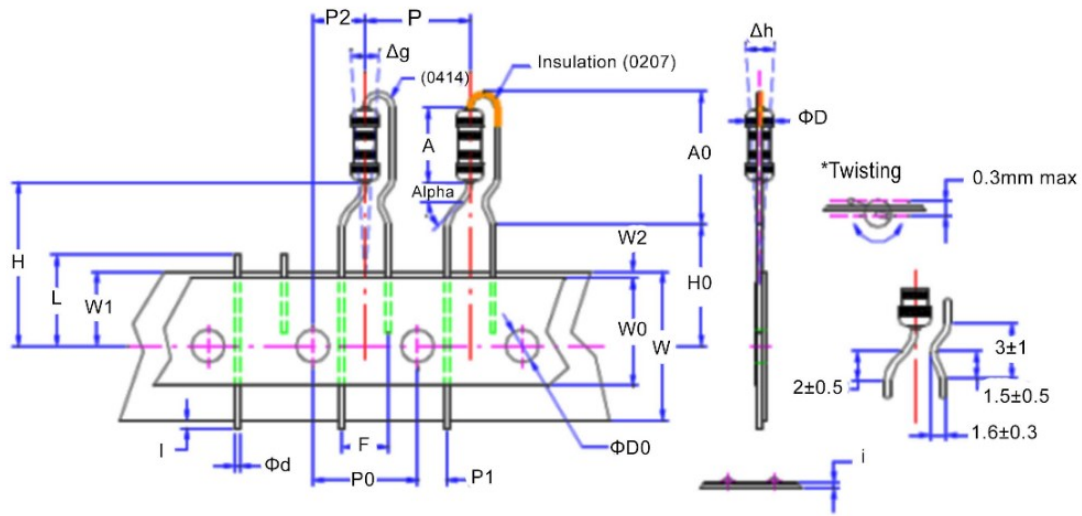 P2
P
Δg
Δh
(0414)
Insulation (0207)
ΦD
A
A0
*Twisting
0.3mm max
Alpha
H
L
W1
W2
H0
W0
W
3±1
2±0.5
1.5±0.5
1.6±0.3
I
F
ΦD0
Φd
P0
P1
i